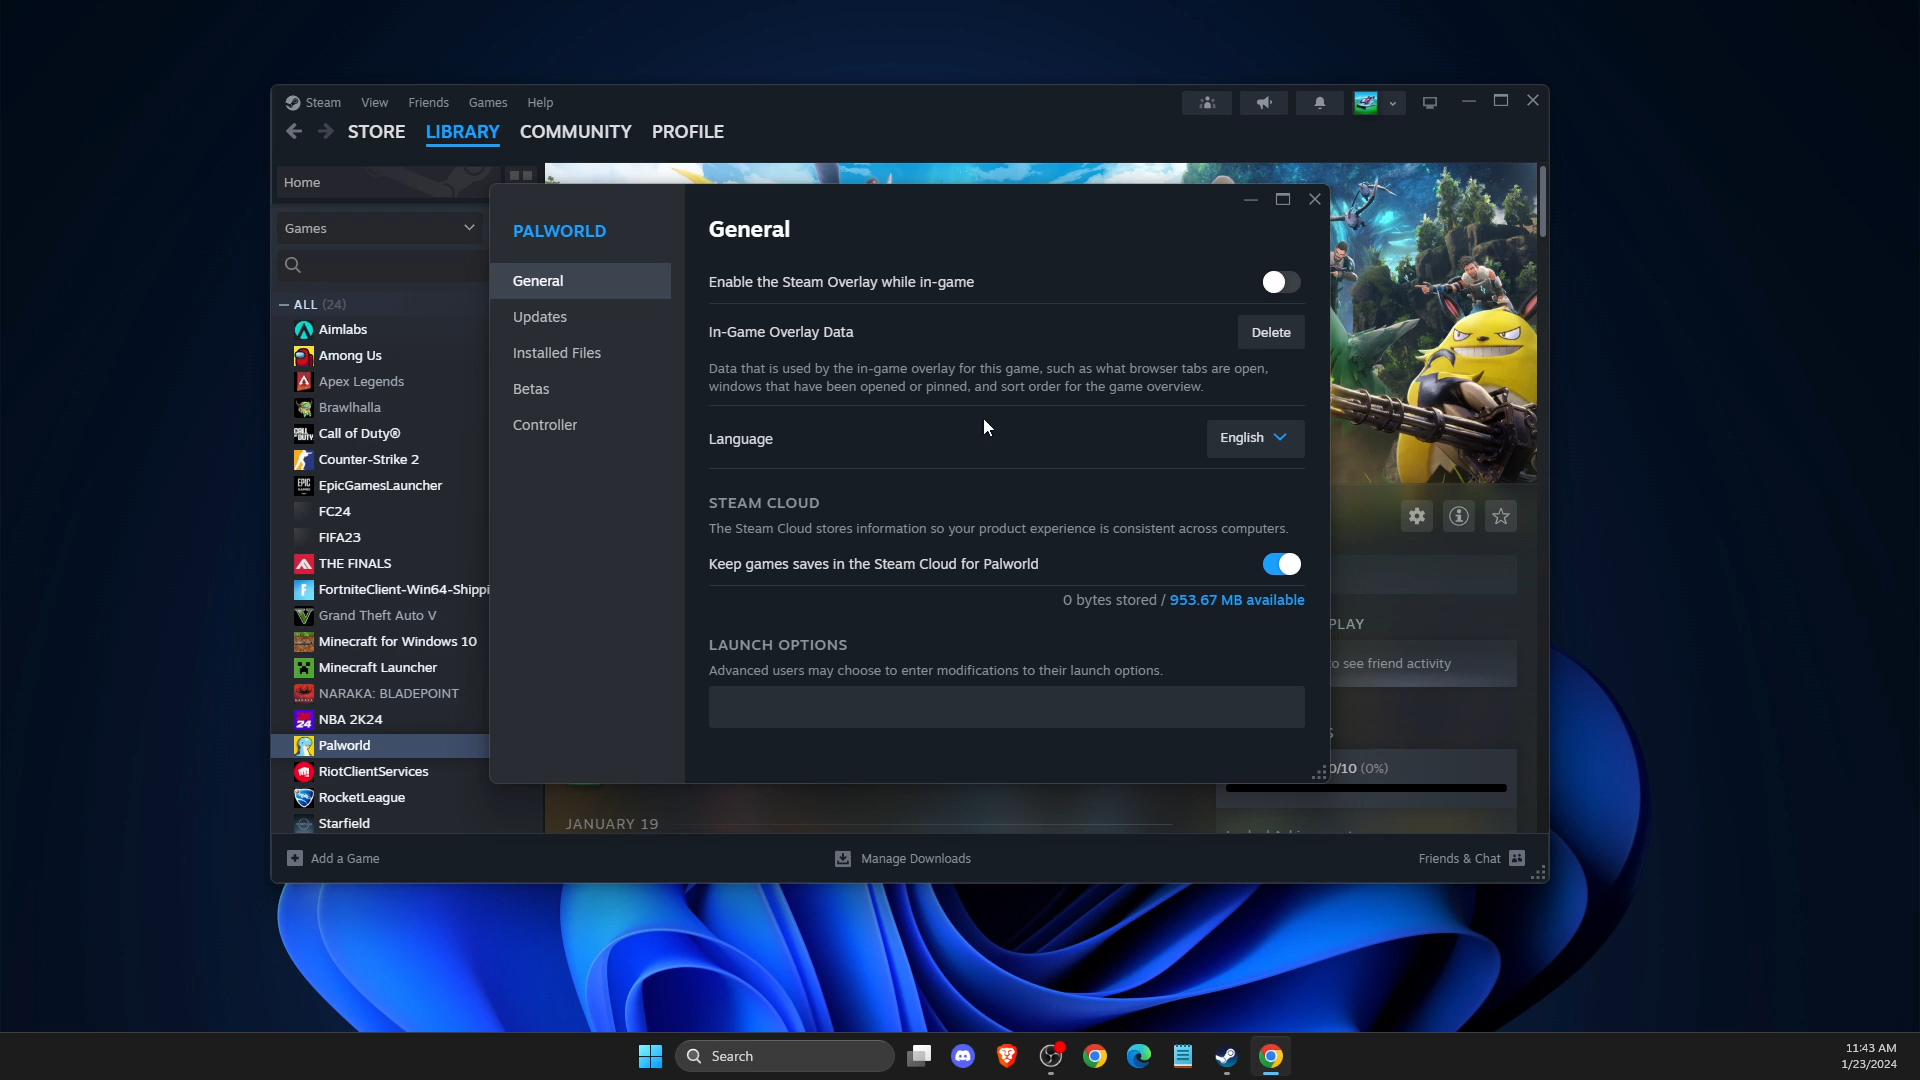 Steam View Friends Games Help
STORE LIBRARY COMMUNITY PROFILE
Home
Games
ALL (24)
Aimlabs
Among Us
Apex Legends
Brawlhalla
Call of Duty®
Counter-Strike 2
EpicGamesLauncher
FC24
FIFA23
THE FINALS
FortniteClient-Win64-Shippi
Grand Theft Auto V
Minecraft for Windows 10
Minecraft Launcher
NARAKA: BLADEPOINT
NBA 2K24
Palworld
RiotClientServices
RocketLeague
Starfield
PALWORLD
General
Updates
Installed Files
Betas
Controller
General
Enable the Steam Overlay while in-game
In-Game Overlay Data Delete
Data that is used by the in-game overlay for this game, such as what browser tabs are open,
windows that have been opened or pinned, and sort order for the game overview.
Language English
STEAM CLOUD
The Steam Cloud stores information so your product experience is consistent across computers.
Keep games saves in the Steam Cloud for Palworld
0 bytes stored / 953.67 MB available
LAUNCH OPTIONS
Advanced users may choose to enter modifications to their launch options.
PLAY
to see friend activity
S
0/10 (0%)
JANUARY 19
Add a Game Manage Downloads Friends & Chat
Search
11:43 AM
1/23/2024